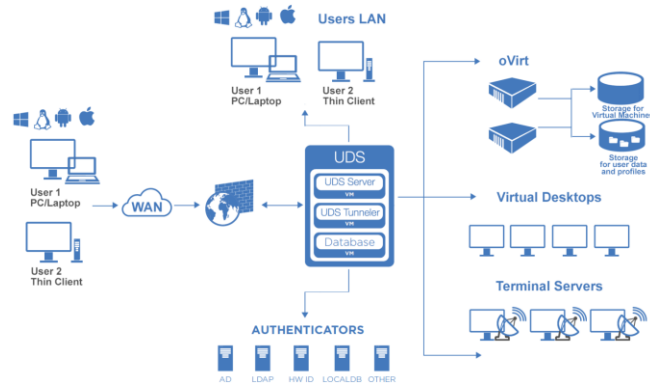 Users LAN
User 1
PC/Laptop
User 2
Thin Client
oVirt
Storage for
Virtual Machine
Storage
for user data
and profiles
User 1
PC/Laptop
WAN
User 2
Thin Client
UDS
UDS Server
VM
UDS Tunneler
VM
Database
VM
Virtual Desktops
Terminal Servers
AUTHENTICATORS
AD
LDAP
HW ID
LOCALDB
OTHER